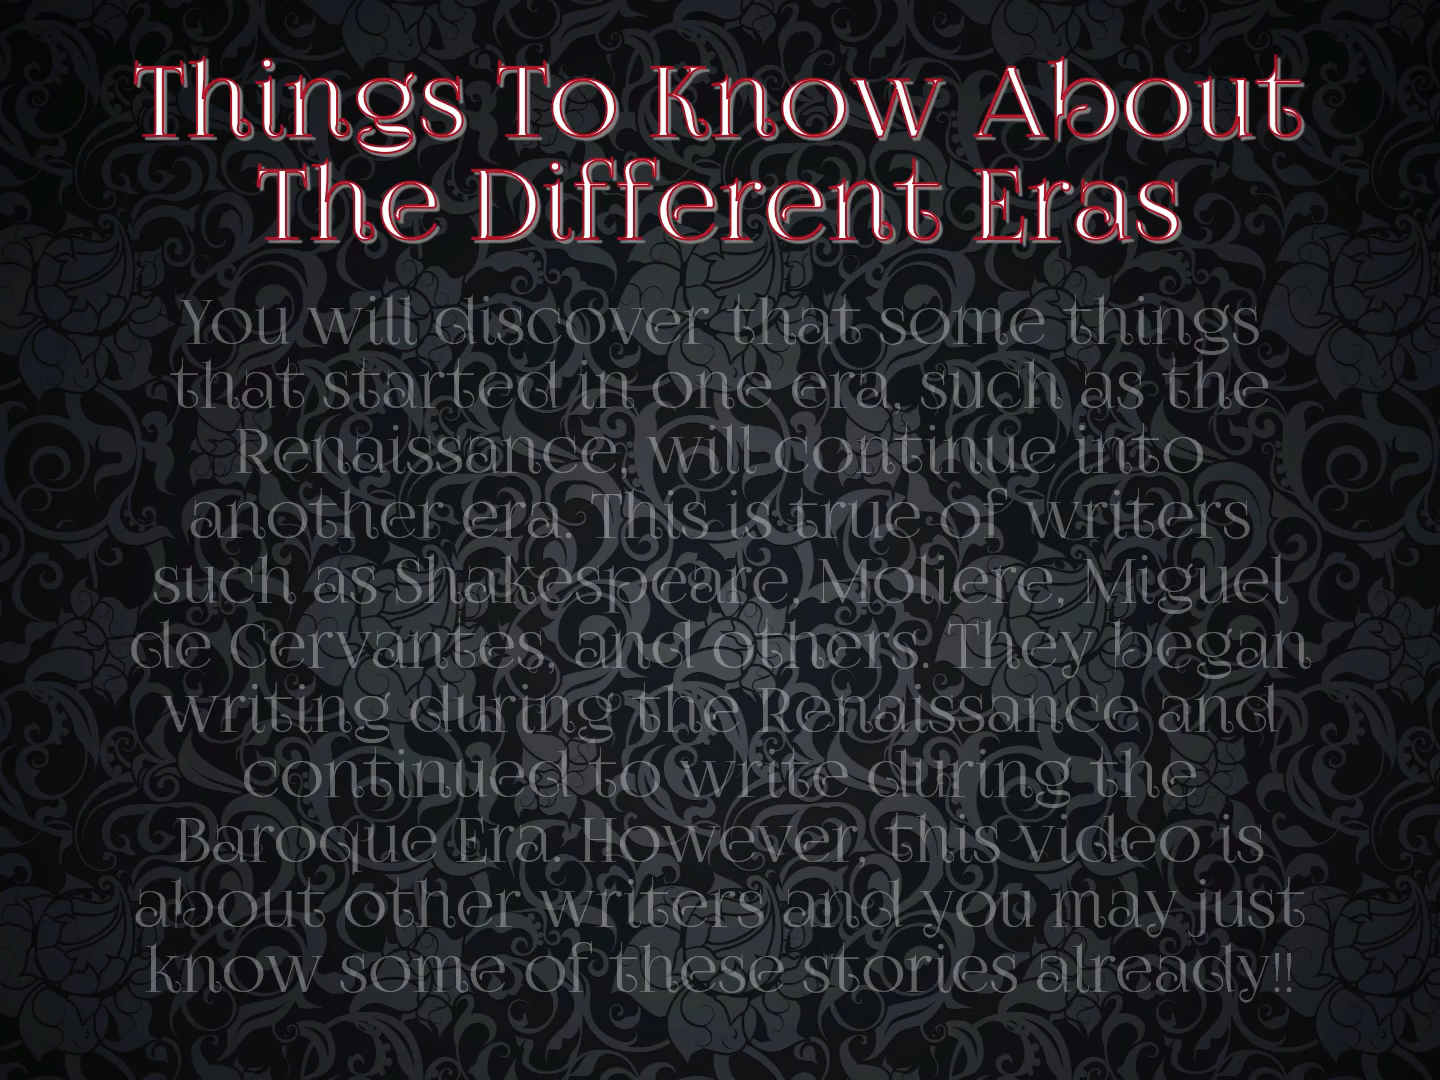 Things To Know About
The Different Eras
You will discover that some things
that started in one era, such as the
Renaissance, will continue into
another era. This is true of writers
such as Shakespeare, Moliere, Miguel
de Cervantes, and others. They began
writing during the Renaissance and
continued to write during the
Baroque Era. However, this video is
about other writers and you may just
know some of these stories already!!